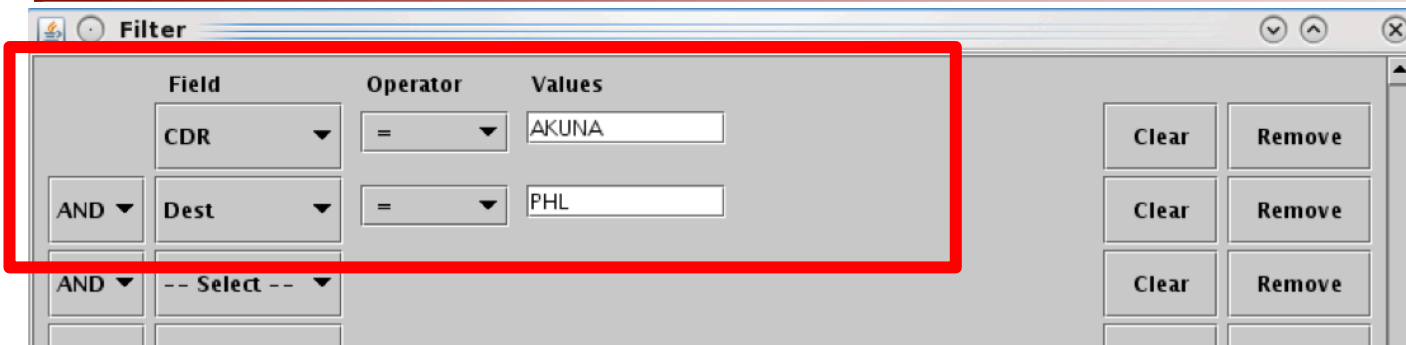 Filter
Field Operator Values
CDR = AKUNA Clear Remove
AND Dest = PHL Clear Remove
AND -- Select -- Clear Remove